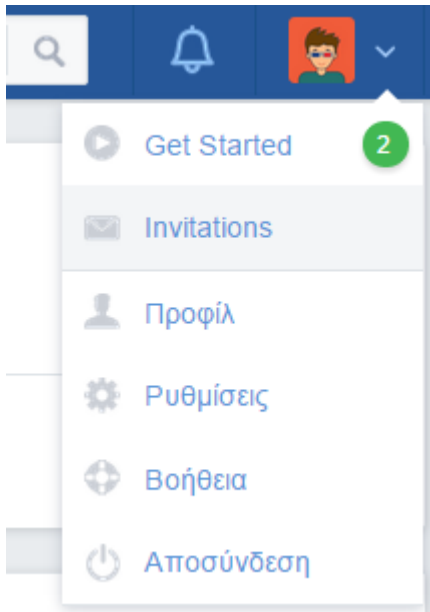 Get Started
2
Invitations
Προφίλ
Ρυθμίσεις
Βοήθεια
Αποσύνδεση